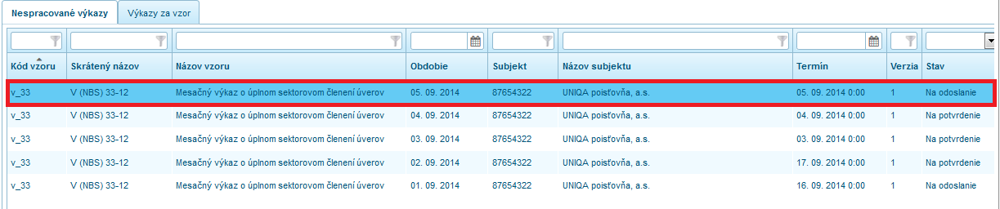 Nespracované výkazy Výkazy za vzor
Kód vzoru Skrátený názov Názov vzoru Obdobie Subjekt Názov subjektu Termín Verzia Stav
v_33 V (NBS) 33-12 Mesačný výkaz o úplnom sektorovom členení úverov 05. 09. 2014 87654322 UNIQA poisťovňa, a.s. 05. 09. 2014 0:00 1 Na odoslanie
v_33 V (NBS) 33-12 Mesačný výkaz o úplnom sektorovom členení úverov 04. 09. 2014 87654322 UNIQA poisťovňa, a.s. 04. 09. 2014 0:00 1 Na potvrdenie
v_33 V (NBS) 33-12 Mesačný výkaz o úplnom sektorovom členení úverov 03. 09. 2014 87654322 UNIQA poisťovňa, a.s. 03. 09. 2014 0:00 1 Na potvrdenie
v_33 V (NBS) 33-12 Mesačný výkaz o úplnom sektorovom členení úverov 02. 09. 2014 87654322 UNIQA poisťovňa, a.s. 17. 09. 2014 0:00 1 Na potvrdenie
v_33 V (NBS) 33-12 Mesačný výkaz o úplnom sektorovom členení úverov 01. 09. 2014 87654322 UNIQA poisťovňa, a.s. 16. 09. 2014 0:00 1 Na odoslanie